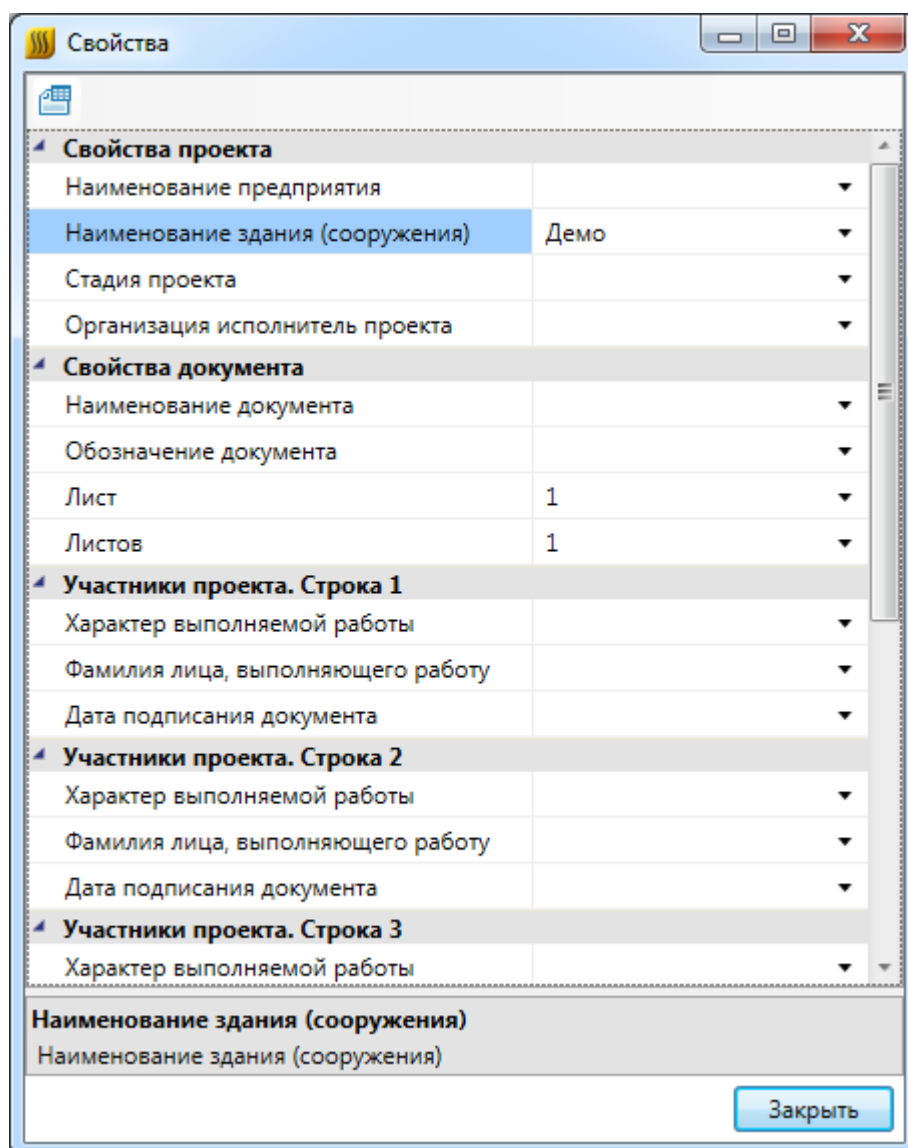 Свойства
Свойства проекта
Наименование предприятия
Наименование здания (сооружения) Демо
Стадия проекта
Организация исполнитель проекта
Свойства документа
Наименование документа
Обозначение документа
Лист 1
Листов 1
Участники проекта. Строка 1
Характер выполняемой работы
Фамилия лица, выполняющего работу
Дата подписания документа
Участники проекта. Строка 2
Характер выполняемой работы
Фамилия лица, выполняющего работу
Дата подписания документа
Участники проекта. Строка 3
Характер выполняемой работы
Наименование здания (сооружения)
Наименование здания (сооружения)
Закрыть